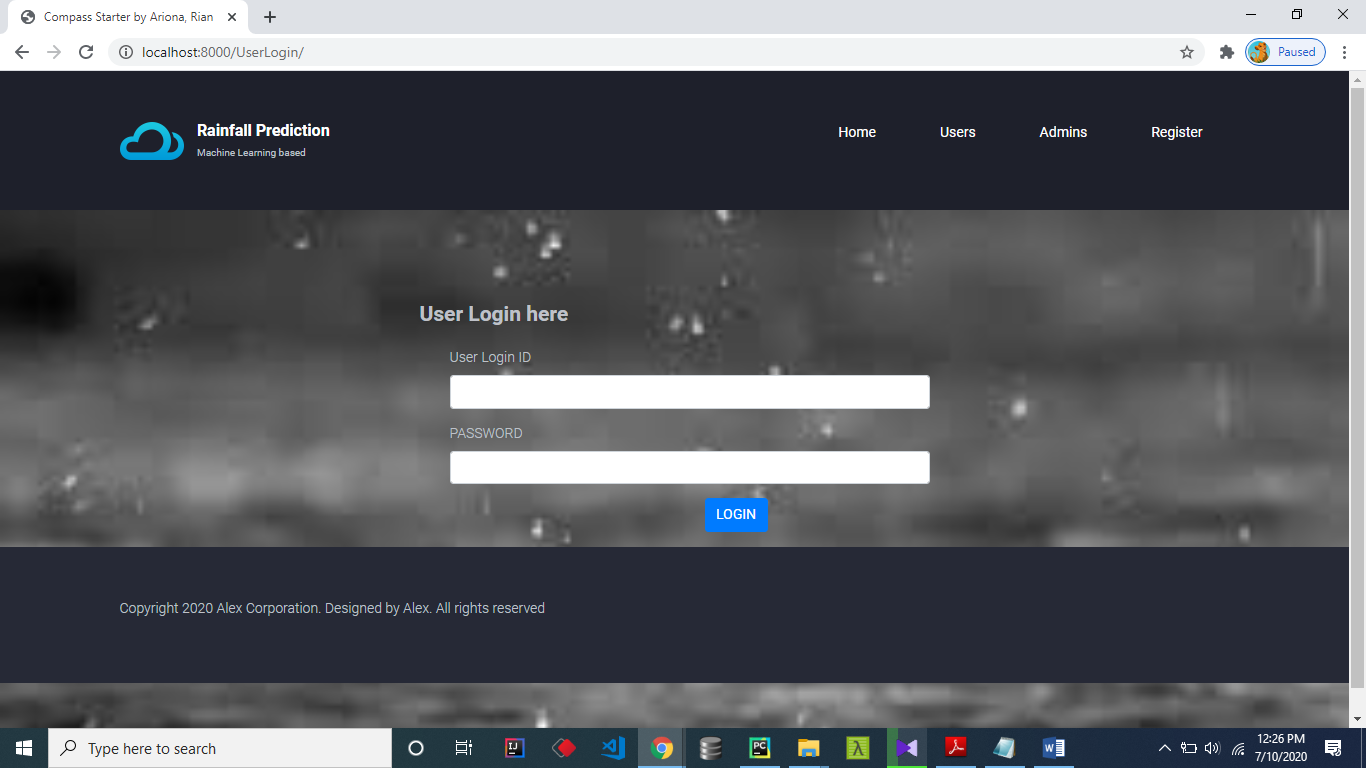 Compass Starter by Ariona, Rian
localhost:8000/UserLogin/
Paused
Rainfall Prediction
Machine Learning based
Home
Users
Admins
Register
User Login here
User Login ID
PASSWORD
LOGIN
Copyright 2020 Alex Corporation. Designed by Alex. All rights reserved
Type here to search
IJ
PC
λ
12:26 PM
7/10/2020